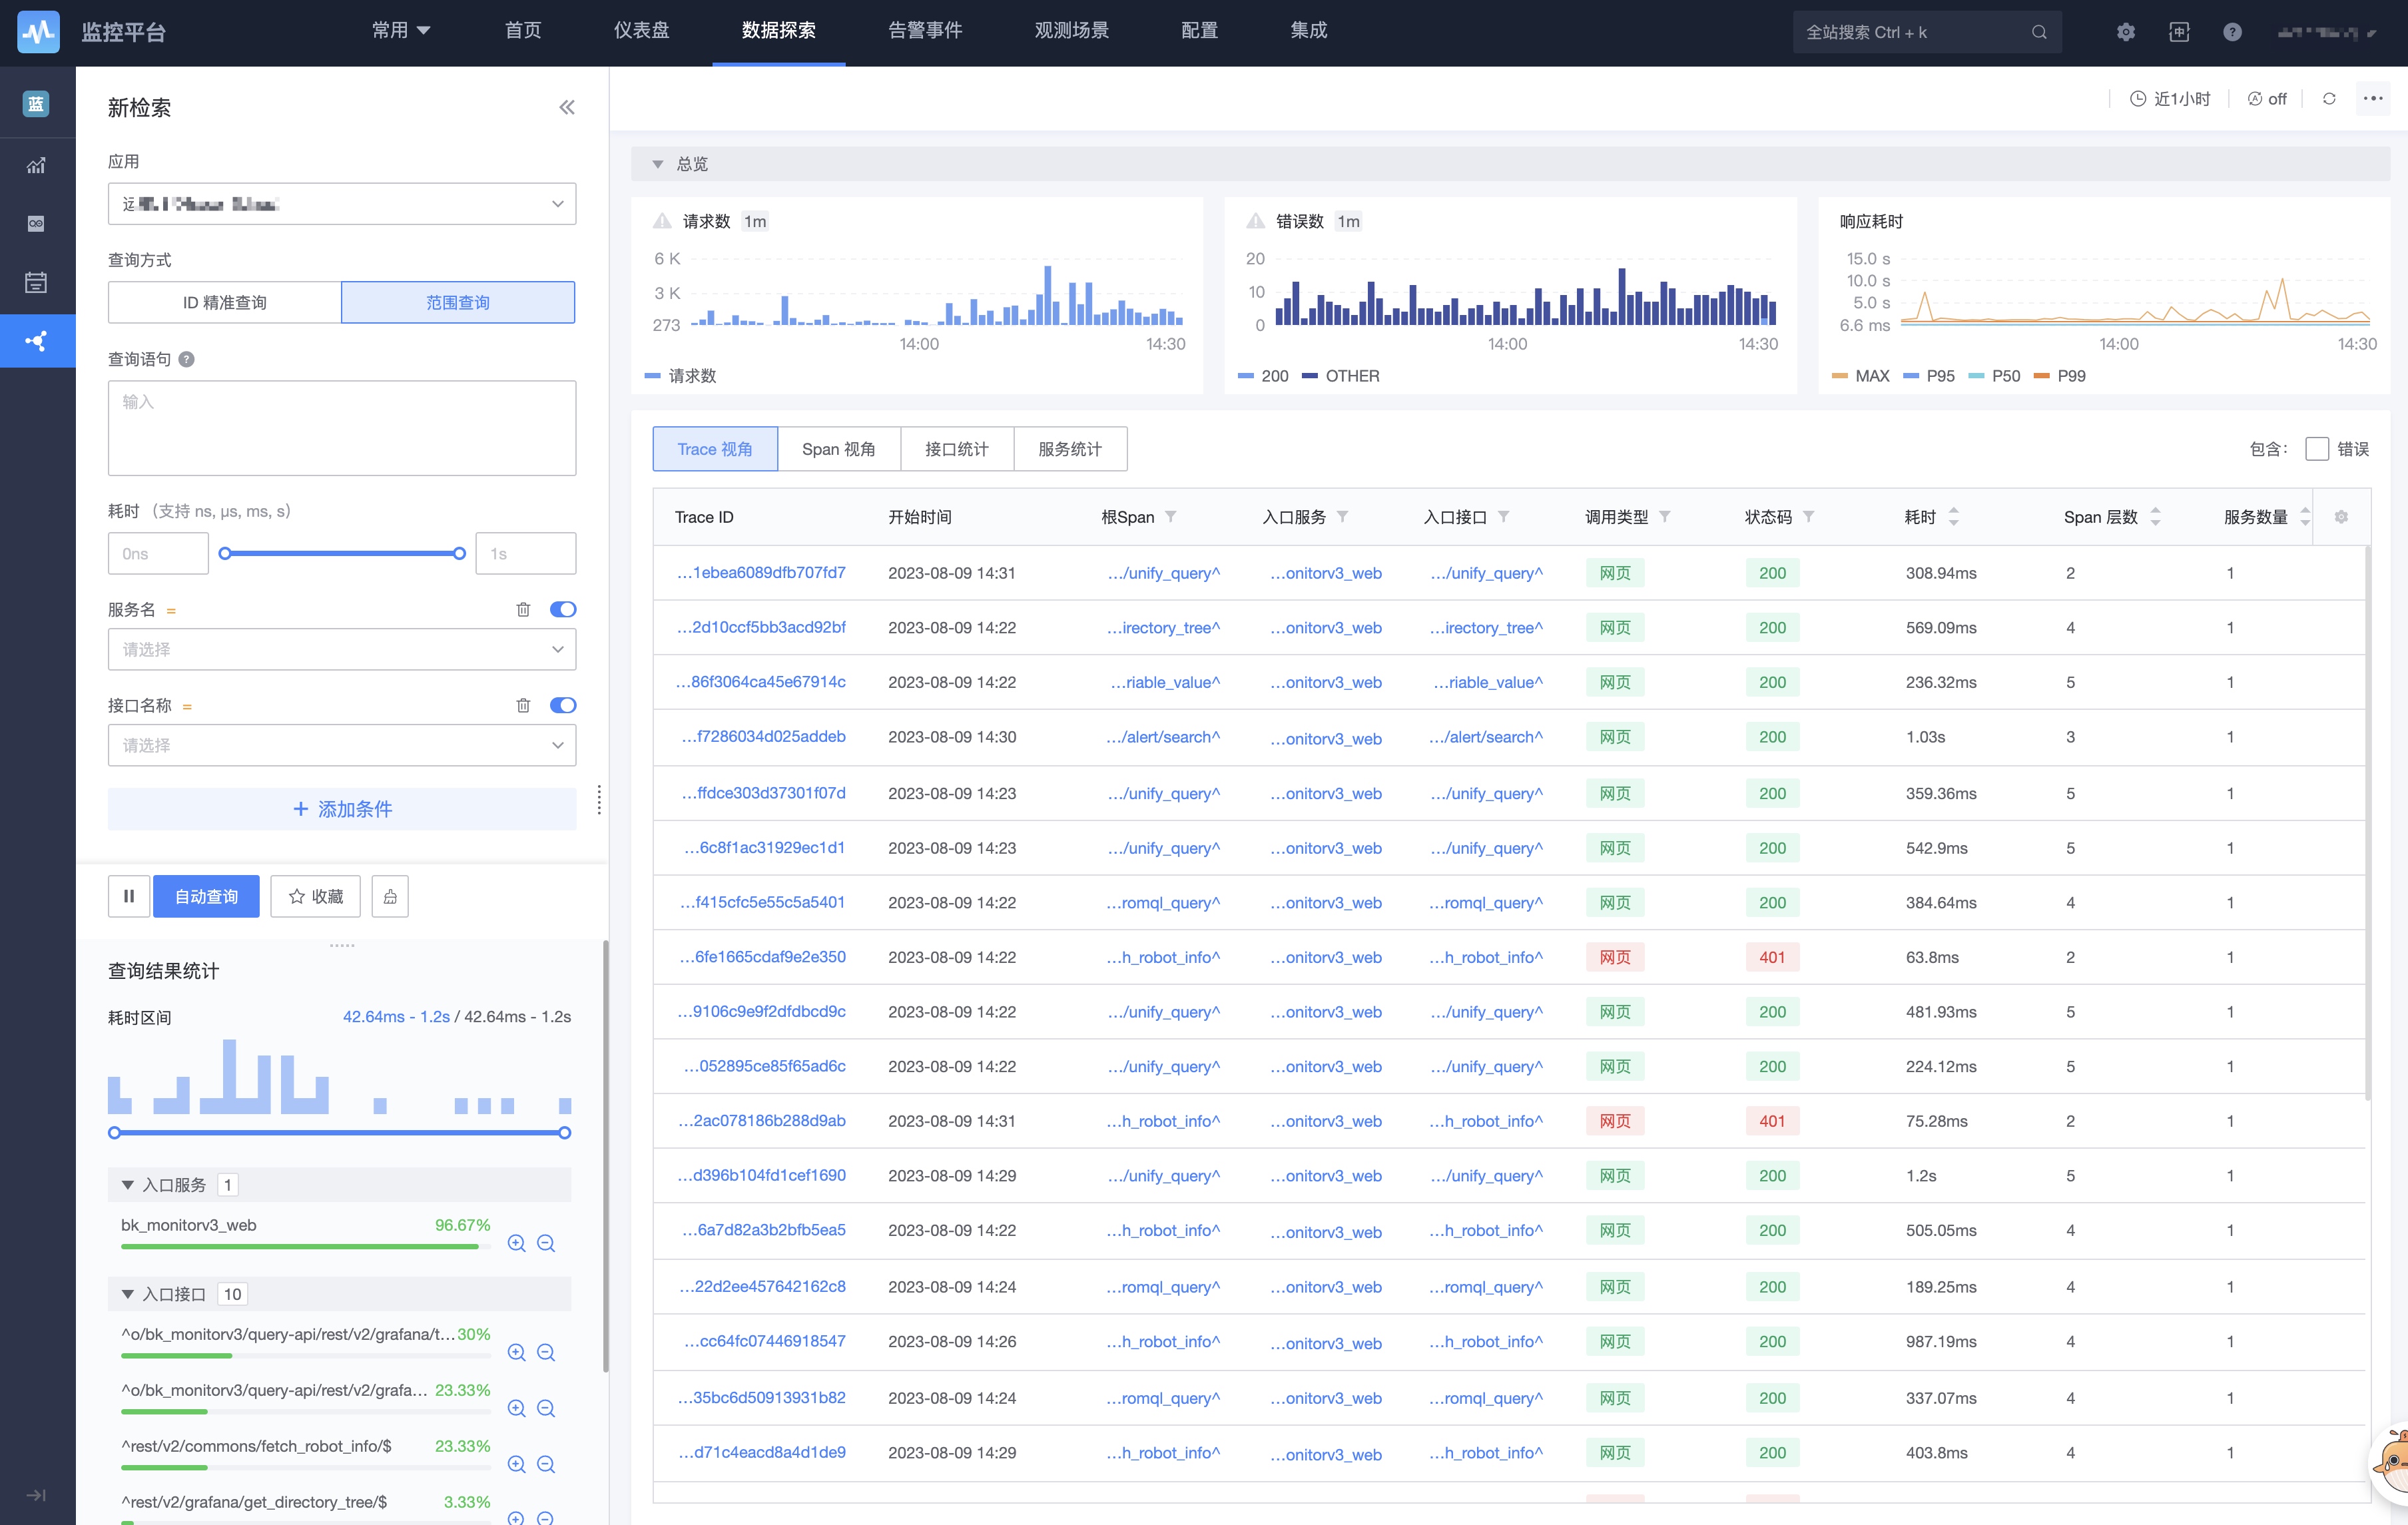 监控平台
常用 首页 仪表盘 数据探索 告警事件 观测场景 配置 集成
全站搜索 Ctrl + k
蓝
新检索
应用
查询方式
ID 精准查询 范围查询
查询语句
输入
耗时 (支持 ns, μs, ms, s)
0ns 1s
服务名 =
请选择
接口名称 =
请选择
+ 添加条件
自动查询 收藏
查询结果统计
耗时区间 42.64ms - 1.2s / 42.64ms - 1.2s
入口服务 1
bk_monitorv3_web 96.67%
入口接口 10
^o/bk_monitorv3/query-api/rest/v2/grafana/t... 30%
^o/bk_monitorv3/query-api/rest/v2/grafa... 23.33%
^rest/v2/commons/fetch_robot_info/$ 23.33%
^rest/v2/grafana/get_directory_tree/$ 3.33%
近1小时 off
总览
请求数 1m
6 K
3 K
273
14:00 14:30
请求数
错误数 1m
20
10
0
14:00 14:30
200 OTHER
响应耗时
15.0 s
10.0 s
5.0 s
6.6 ms
14:00 14:30
MAX P95 P50 P99
Trace 视角 Span 视角 接口统计 服务统计
包含： 错误
Trace ID 开始时间 根Span 入口服务 入口接口 调用类型 状态码 耗时 Span 层数 服务数量
...1ebea6089dfb707fd7 2023-08-09 14:31 .../unify_query^ ...onitorv3_web .../unify_query^ 网页 200 308.94ms 2 1
...2d10ccf5bb3acd92bf 2023-08-09 14:22 ...irectory_tree^ ...onitorv3_web ...irectory_tree^ 网页 200 569.09ms 4 1
...86f3064ca45e67914c 2023-08-09 14:22 ...riable_value^ ...onitorv3_web ...riable_value^ 网页 200 236.32ms 5 1
...f7286034d025addeb 2023-08-09 14:30 .../alert/search^ ...onitorv3_web .../alert/search^ 网页 200 1.03s 3 1
...ffdce303d37301f07d 2023-08-09 14:23 .../unify_query^ ...onitorv3_web .../unify_query^ 网页 200 359.36ms 5 1
...6c8f1ac31929ec1d1 2023-08-09 14:23 .../unify_query^ ...onitorv3_web .../unify_query^ 网页 200 542.9ms 5 1
...f415cfc5e55c5a5401 2023-08-09 14:22 ...romql_query^ ...onitorv3_web ...romql_query^ 网页 200 384.64ms 4 1
...6fe1665cdaf9e2e350 2023-08-09 14:22 ...h_robot_info^ ...onitorv3_web ...h_robot_info^ 网页 401 63.8ms 2 1
...9106c9e9f2dfdbcd9c 2023-08-09 14:22 .../unify_query^ ...onitorv3_web .../unify_query^ 网页 200 481.93ms 5 1
...052895ce85f65ad6c 2023-08-09 14:22 .../unify_query^ ...onitorv3_web .../unify_query^ 网页 200 224.12ms 5 1
...2ac078186b288d9ab 2023-08-09 14:31 ...h_robot_info^ ...onitorv3_web ...h_robot_info^ 网页 401 75.28ms 2 1
...d396b104fd1cef1690 2023-08-09 14:29 .../unify_query^ ...onitorv3_web .../unify_query^ 网页 200 1.2s 5 1
...6a7d82a3b2bfb5ea5 2023-08-09 14:22 ...h_robot_info^ ...onitorv3_web ...h_robot_info^ 网页 200 505.05ms 4 1
...22d2ee457642162c8 2023-08-09 14:24 ...romql_query^ ...onitorv3_web ...romql_query^ 网页 200 189.25ms 4 1
...cc64fc07446918547 2023-08-09 14:26 ...h_robot_info^ ...onitorv3_web ...h_robot_info^ 网页 200 987.19ms 4 1
...35bc6d50913931b82 2023-08-09 14:24 ...romql_query^ ...onitorv3_web ...romql_query^ 网页 200 337.07ms 4 1
...d71c4eacd8a4d1de9 2023-08-09 14:29 ...h_robot_info^ ...onitorv3_web ...h_robot_info^ 网页 200 403.8ms 4 1